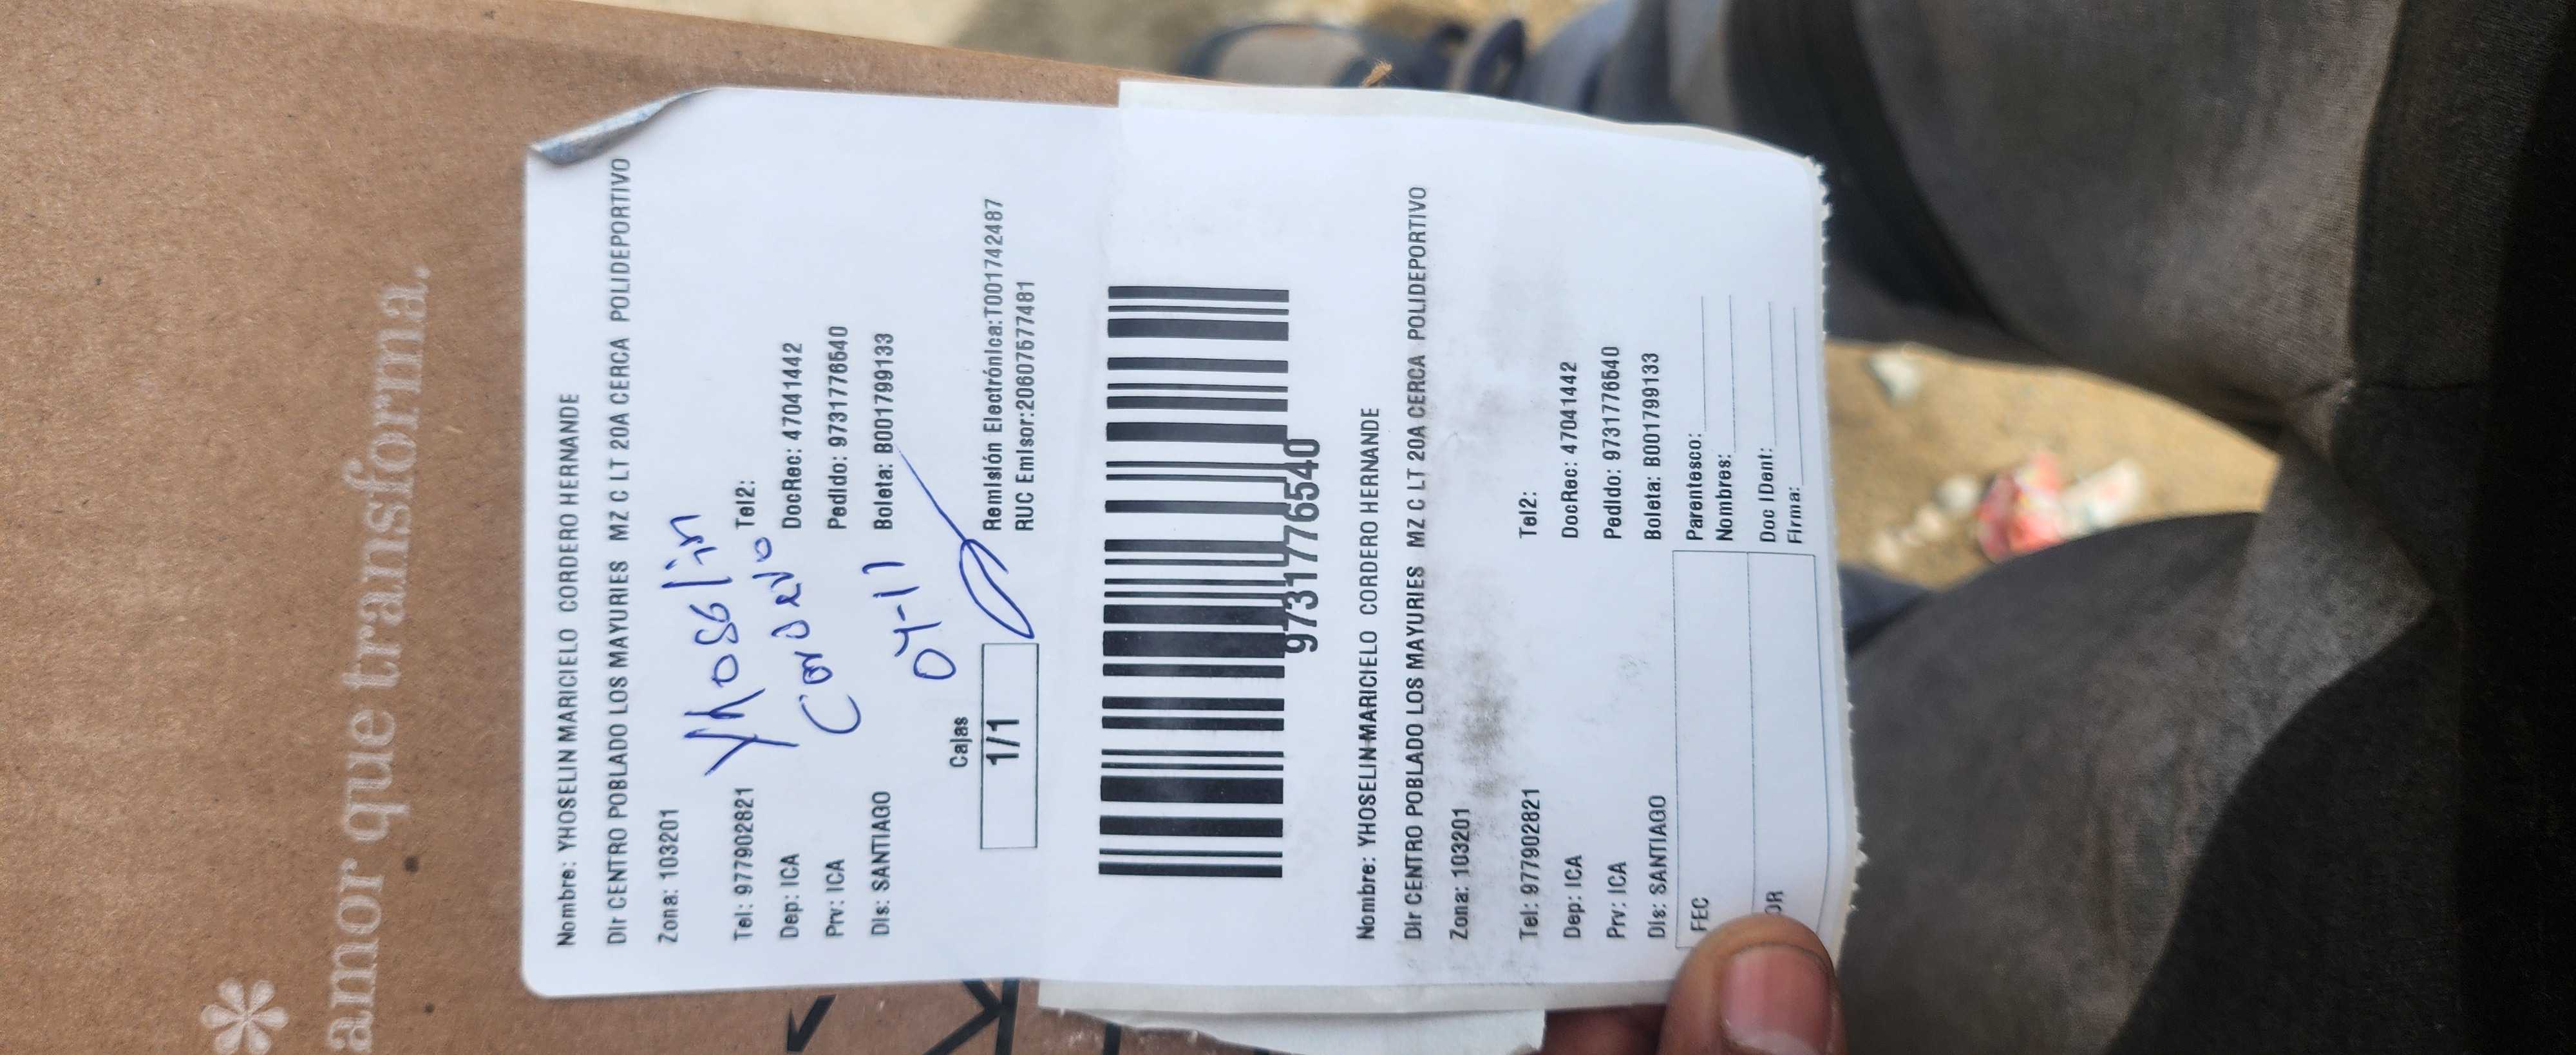 amor que transforma.
Nombre: YHOSELIN MARICIELO CORDERO HERNANDE
Dir CENTRO POBLADO LOS MAYURIES MZ C LT 20A CERCA POLIDEPORTIVO
Zona: 103201
Yhoselin
Tel: 977902821 Tel2:
Cordero
Dep: ICA DocRec: 47041442
Prv: ICA Pedido: 9731776540
Dis: SANTIAGO Boleta: B001799133
04-11
Cajas
1/1
Remisión Electrónica:T001742487
RUC Emisor:20607577481
9731776540
Nombre: YHOSELIN MARICIELO CORDERO HERNANDE
Dir CENTRO POBLADO LOS MAYURIES MZ C LT 20A CERCA POLIDEPORTIVO
Zona: 103201
Tel: 977902821 Tel2:
Dep: ICA DocRec: 47041442
Prv: ICA Pedido: 9731776540
Dis: SANTIAGO Boleta: B001799133
FEC Parentesco:
Nombres:
OR Doc IDent:
Firma: